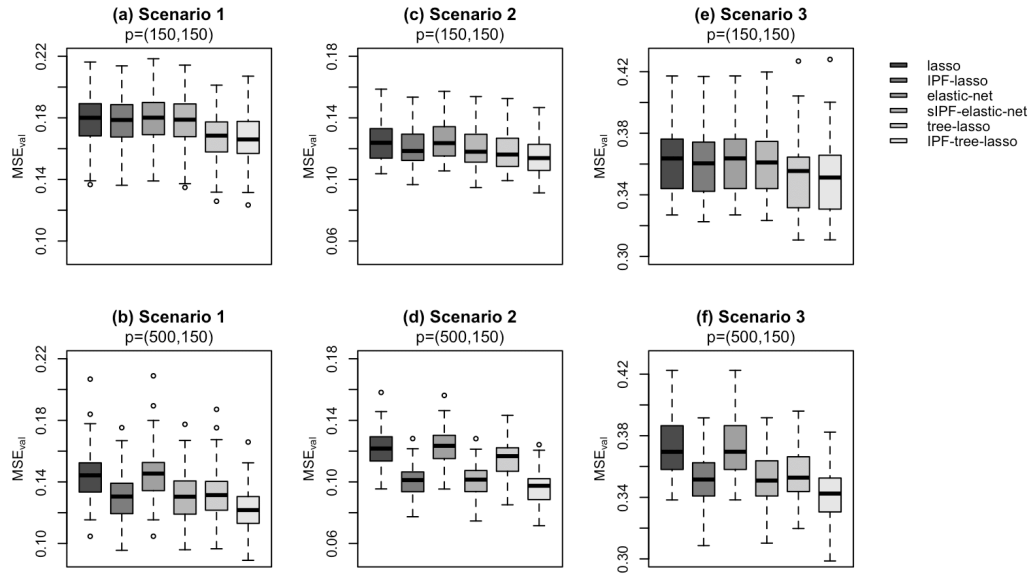 (a) Scenario 1
p=(150,150)
MSEval
0.22
0.18
0.14
0.10
(c) Scenario 2
p=(150,150)
MSEval
0.18
0.14
0.10
0.06
(e) Scenario 3
p=(150,150)
MSEval
0.42
0.38
0.34
0.30
lasso
IPF-lasso
elastic-net
sIPF-elastic-net
tree-lasso
IPF-tree-lasso
(b) Scenario 1
p=(500,150)
MSEval
0.22
0.18
0.14
0.10
(d) Scenario 2
p=(500,150)
MSEval
0.18
0.14
0.10
0.06
(f) Scenario 3
p=(500,150)
MSEval
0.42
0.38
0.34
0.30